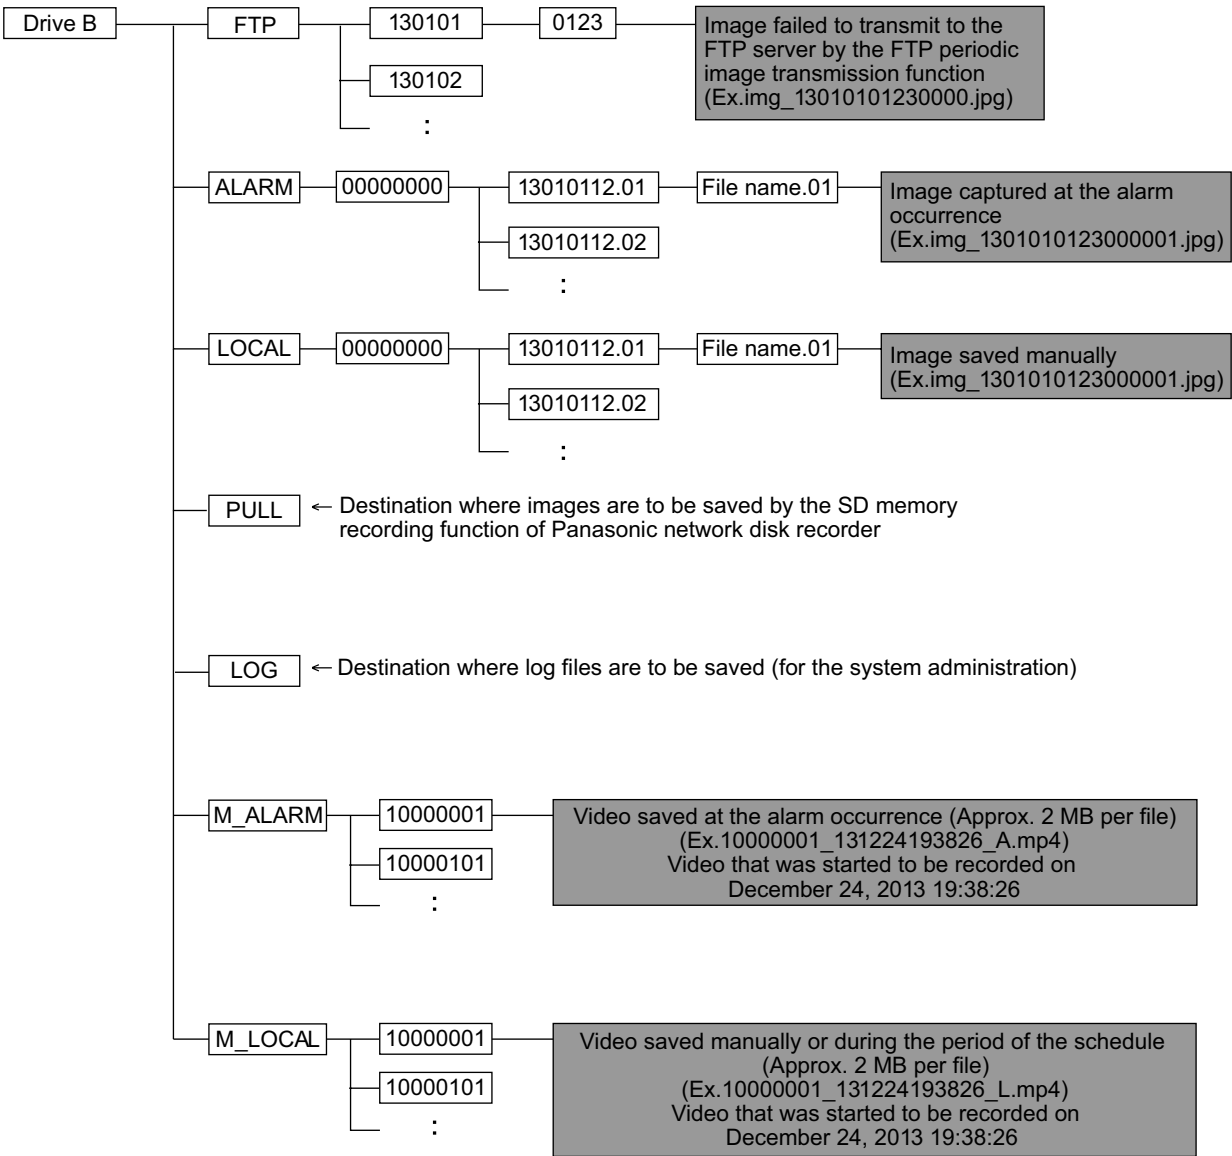 Drive B
FTP
130101
0123
Image failed to transmit to the
FTP server by the FTP periodic
image transmission function
(Ex.img_13010101230000.jpg)
130102
:
ALARM
00000000
13010112.01
File name.01
Image captured at the alarm
occurrence
(Ex.img_1301010123000001.jpg)
13010112.02
:
LOCAL
00000000
13010112.01
File name.01
Image saved manually
(Ex.img_1301010123000001.jpg)
13010112.02
:
PULL
← Destination where images are to be saved by the SD memory
recording function of Panasonic network disk recorder
LOG
← Destination where log files are to be saved (for the system administration)
M_ALARM
10000001
Video saved at the alarm occurrence (Approx. 2 MB per file)
(Ex.10000001_131224193826_A.mp4)
Video that was started to be recorded on
December 24, 2013 19:38:26
10000101
:
M_LOCAL
10000001
Video saved manually or during the period of the schedule
(Approx. 2 MB per file)
(Ex.10000001_131224193826_L.mp4)
Video that was started to be recorded on
December 24, 2013 19:38:26
10000101
: